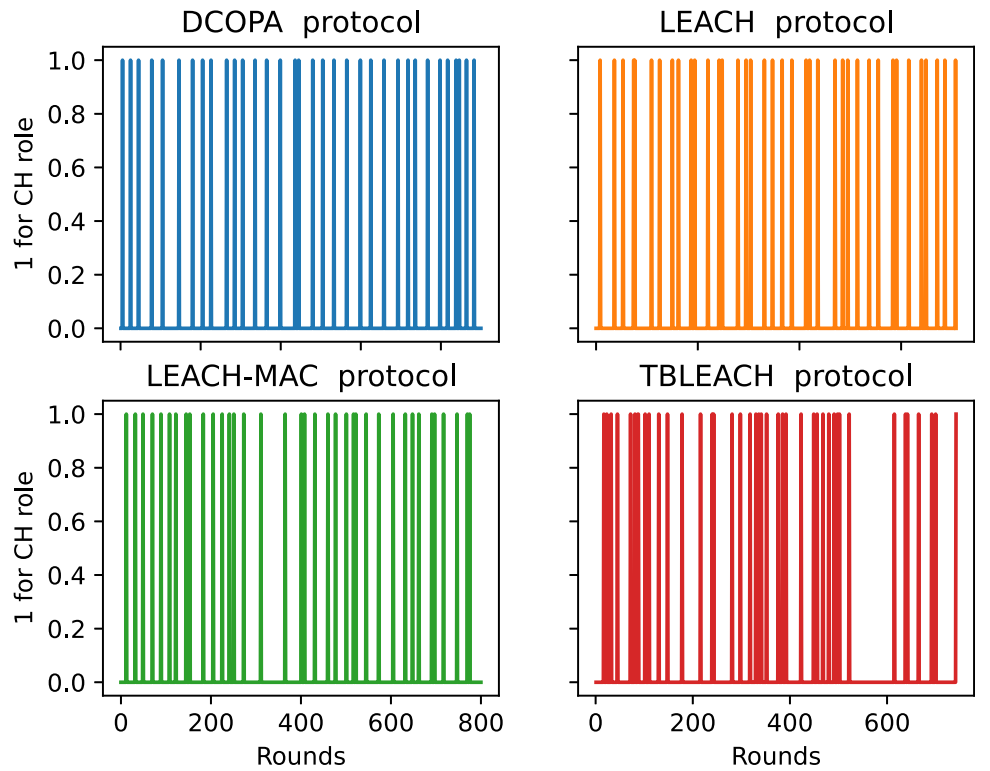 DCOPA protocol
LEACH protocol
1 for CH role
1.0
0.8
0.6
0.4
0.2
0.0
LEACH-MAC protocol
TBLEACH protocol
1 for CH role
1.0
0.8
0.6
0.4
0.2
0.0
0 200 400 600 800
0 200 400 600
Rounds
Rounds